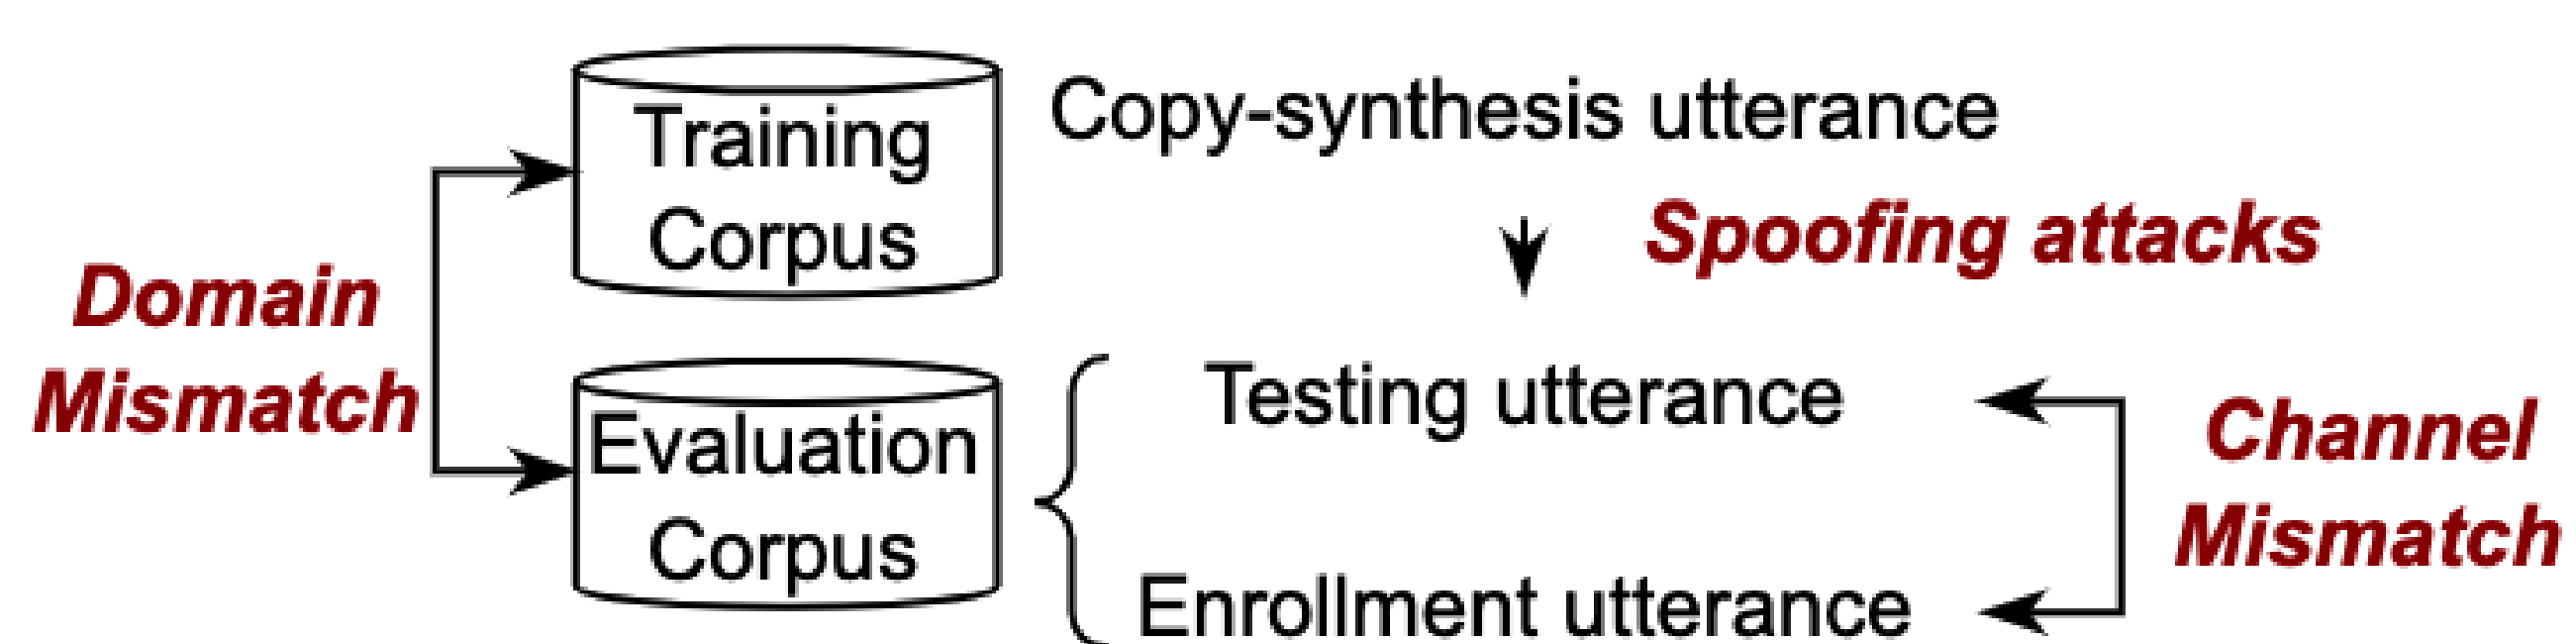 Training
Corpus
Copy-synthesis utterance
Spoofing attacks
Domain
Mismatch
Evaluation
Corpus
Testing utterance
Enrollment utterance
Channel
Mismatch